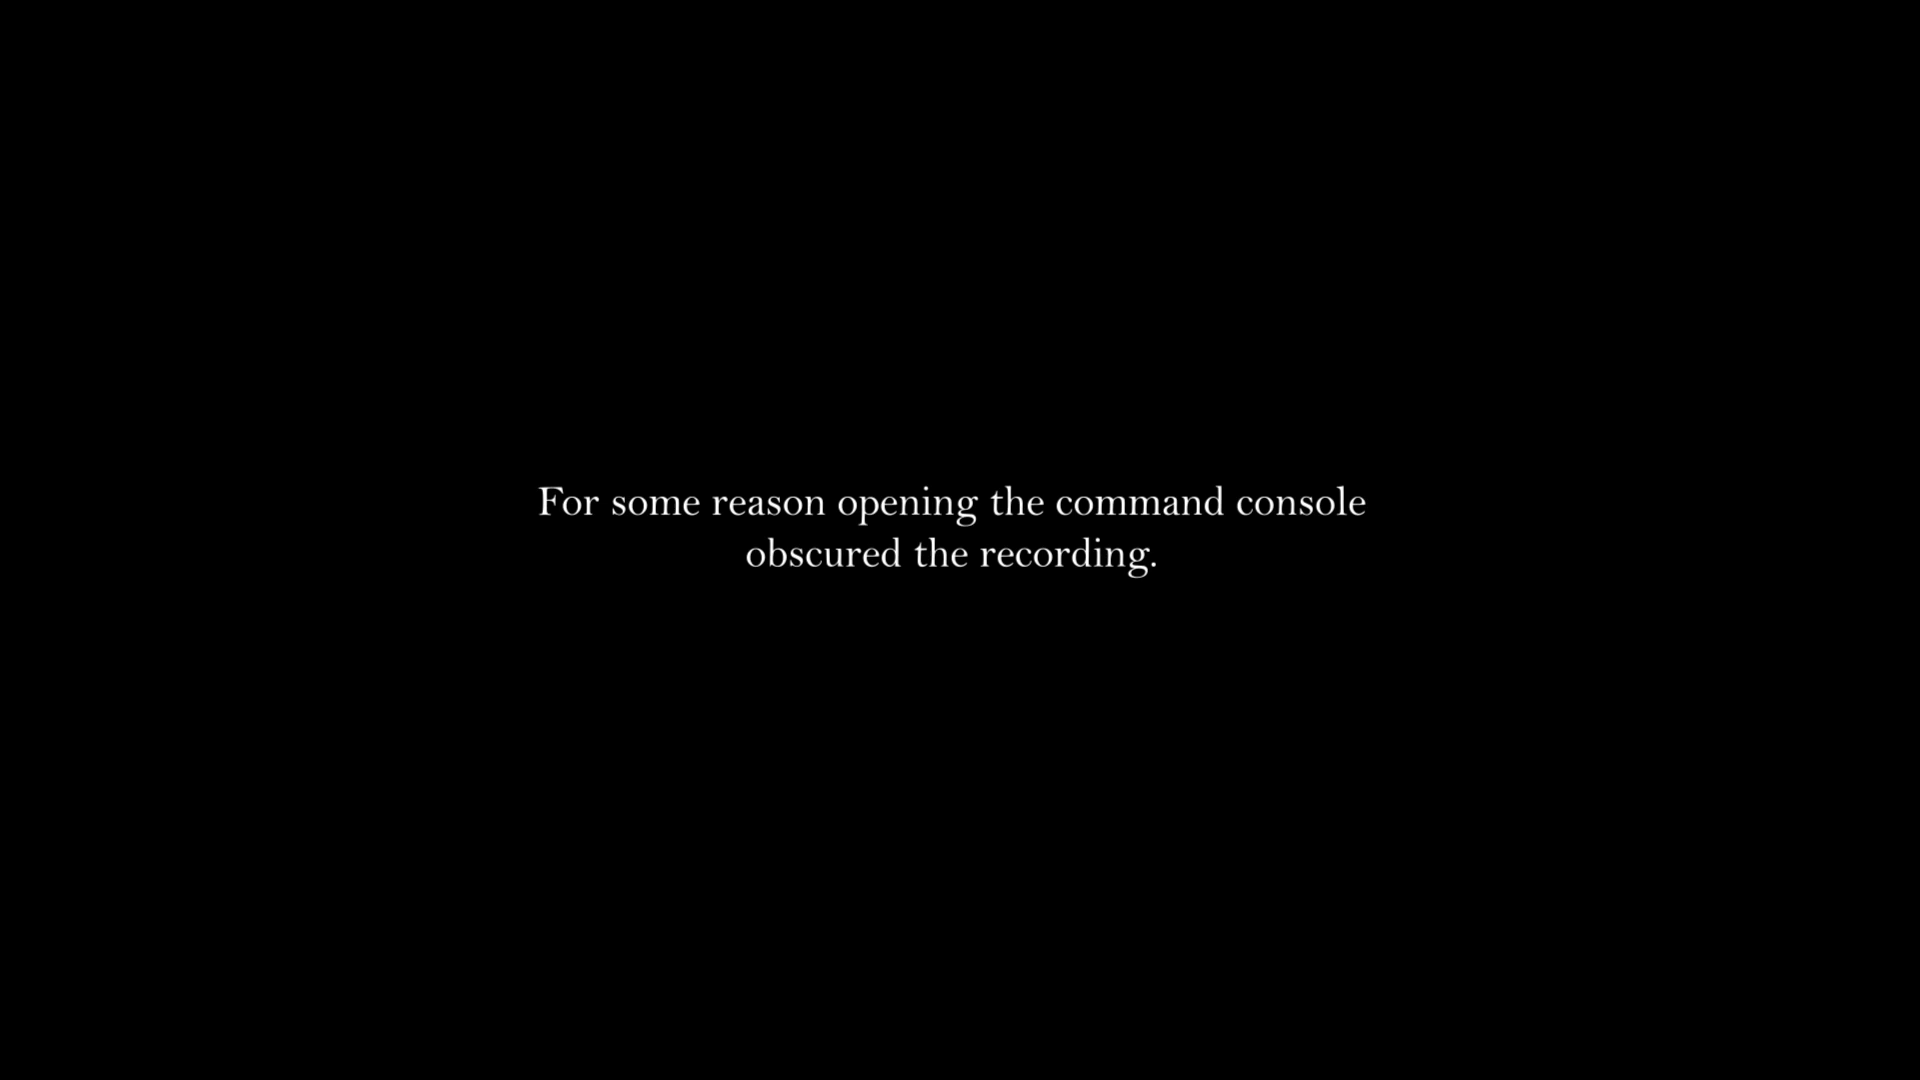 For some reason opening the command console
obscured the recording.